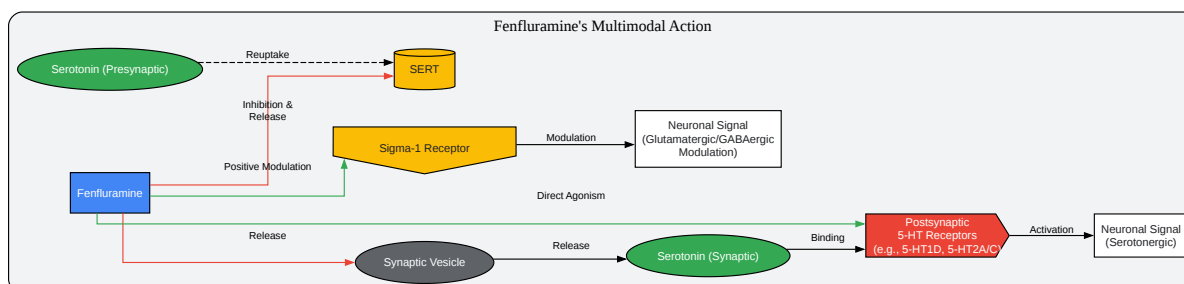 Fenfluramine's Multimodal Action
Reuptake
Serotonin (Presynaptic)
SERT
Inhibition &
Release
Neuronal Signal
(Glutamatergic/GABAergic
Modulation)
Modulation
Sigma-1 Receptor
Positive Modulation
Fenfluramine
Direct Agonism
Postsynaptic
5-HT Receptors
(e.g., 5-HT1D, 5-HT2A/C)
Activation
Neuronal Signal
(Serotonergic)
Release
Release
Binding
Synaptic Vesicle
Serotonin (Synaptic)